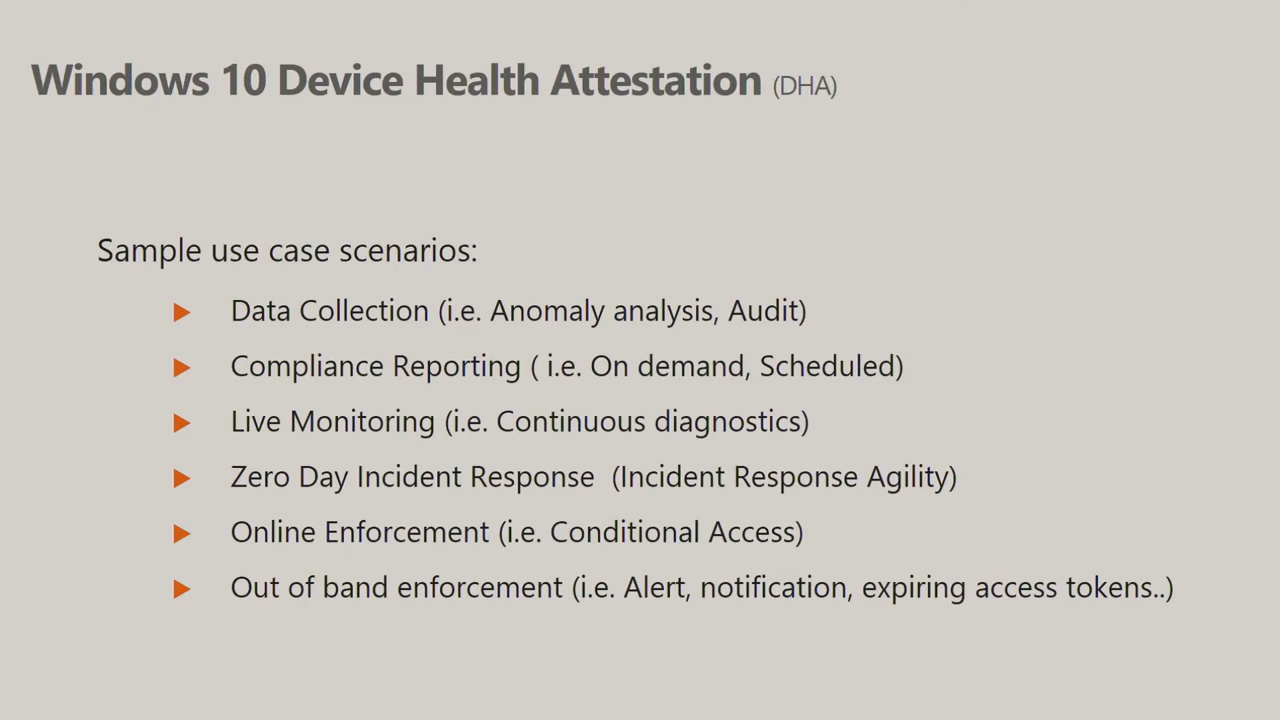 Windows 10 Device Health Attestation (DHA)
Sample use case scenarios:
Data Collection (i.e. Anomaly analysis, Audit)
Compliance Reporting ( i.e. On demand, Scheduled)
Live Monitoring (i.e. Continuous diagnostics)
Zero Day Incident Response  (Incident Response Agility)
Online Enforcement (i.e. Conditional Access)
Out of band enforcement (i.e. Alert, notification, expiring access tokens..)